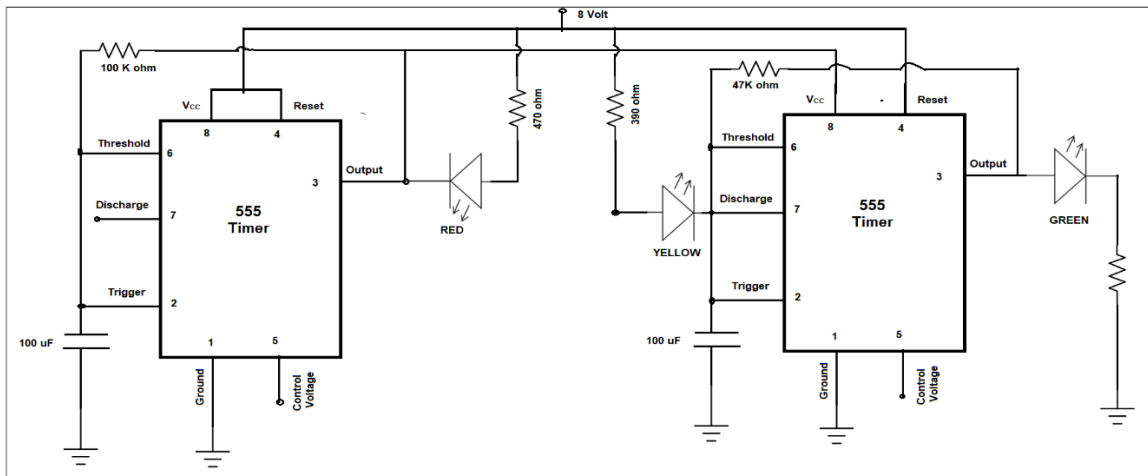 8 Volt
100 K ohm
470 ohm
390 ohm
47K ohm
Vcc
Reset
8
4
Threshold
6
Output
3
Discharge
7
555
Timer
RED
Trigger
2
100 uF
1
5
Ground
Control
Voltage
Vcc
Reset
8
4
Threshold
6
Output
3
Discharge
7
555
Timer
YELLOW
GREEN
Trigger
2
100 uF
1
5
Ground
Control
Voltage